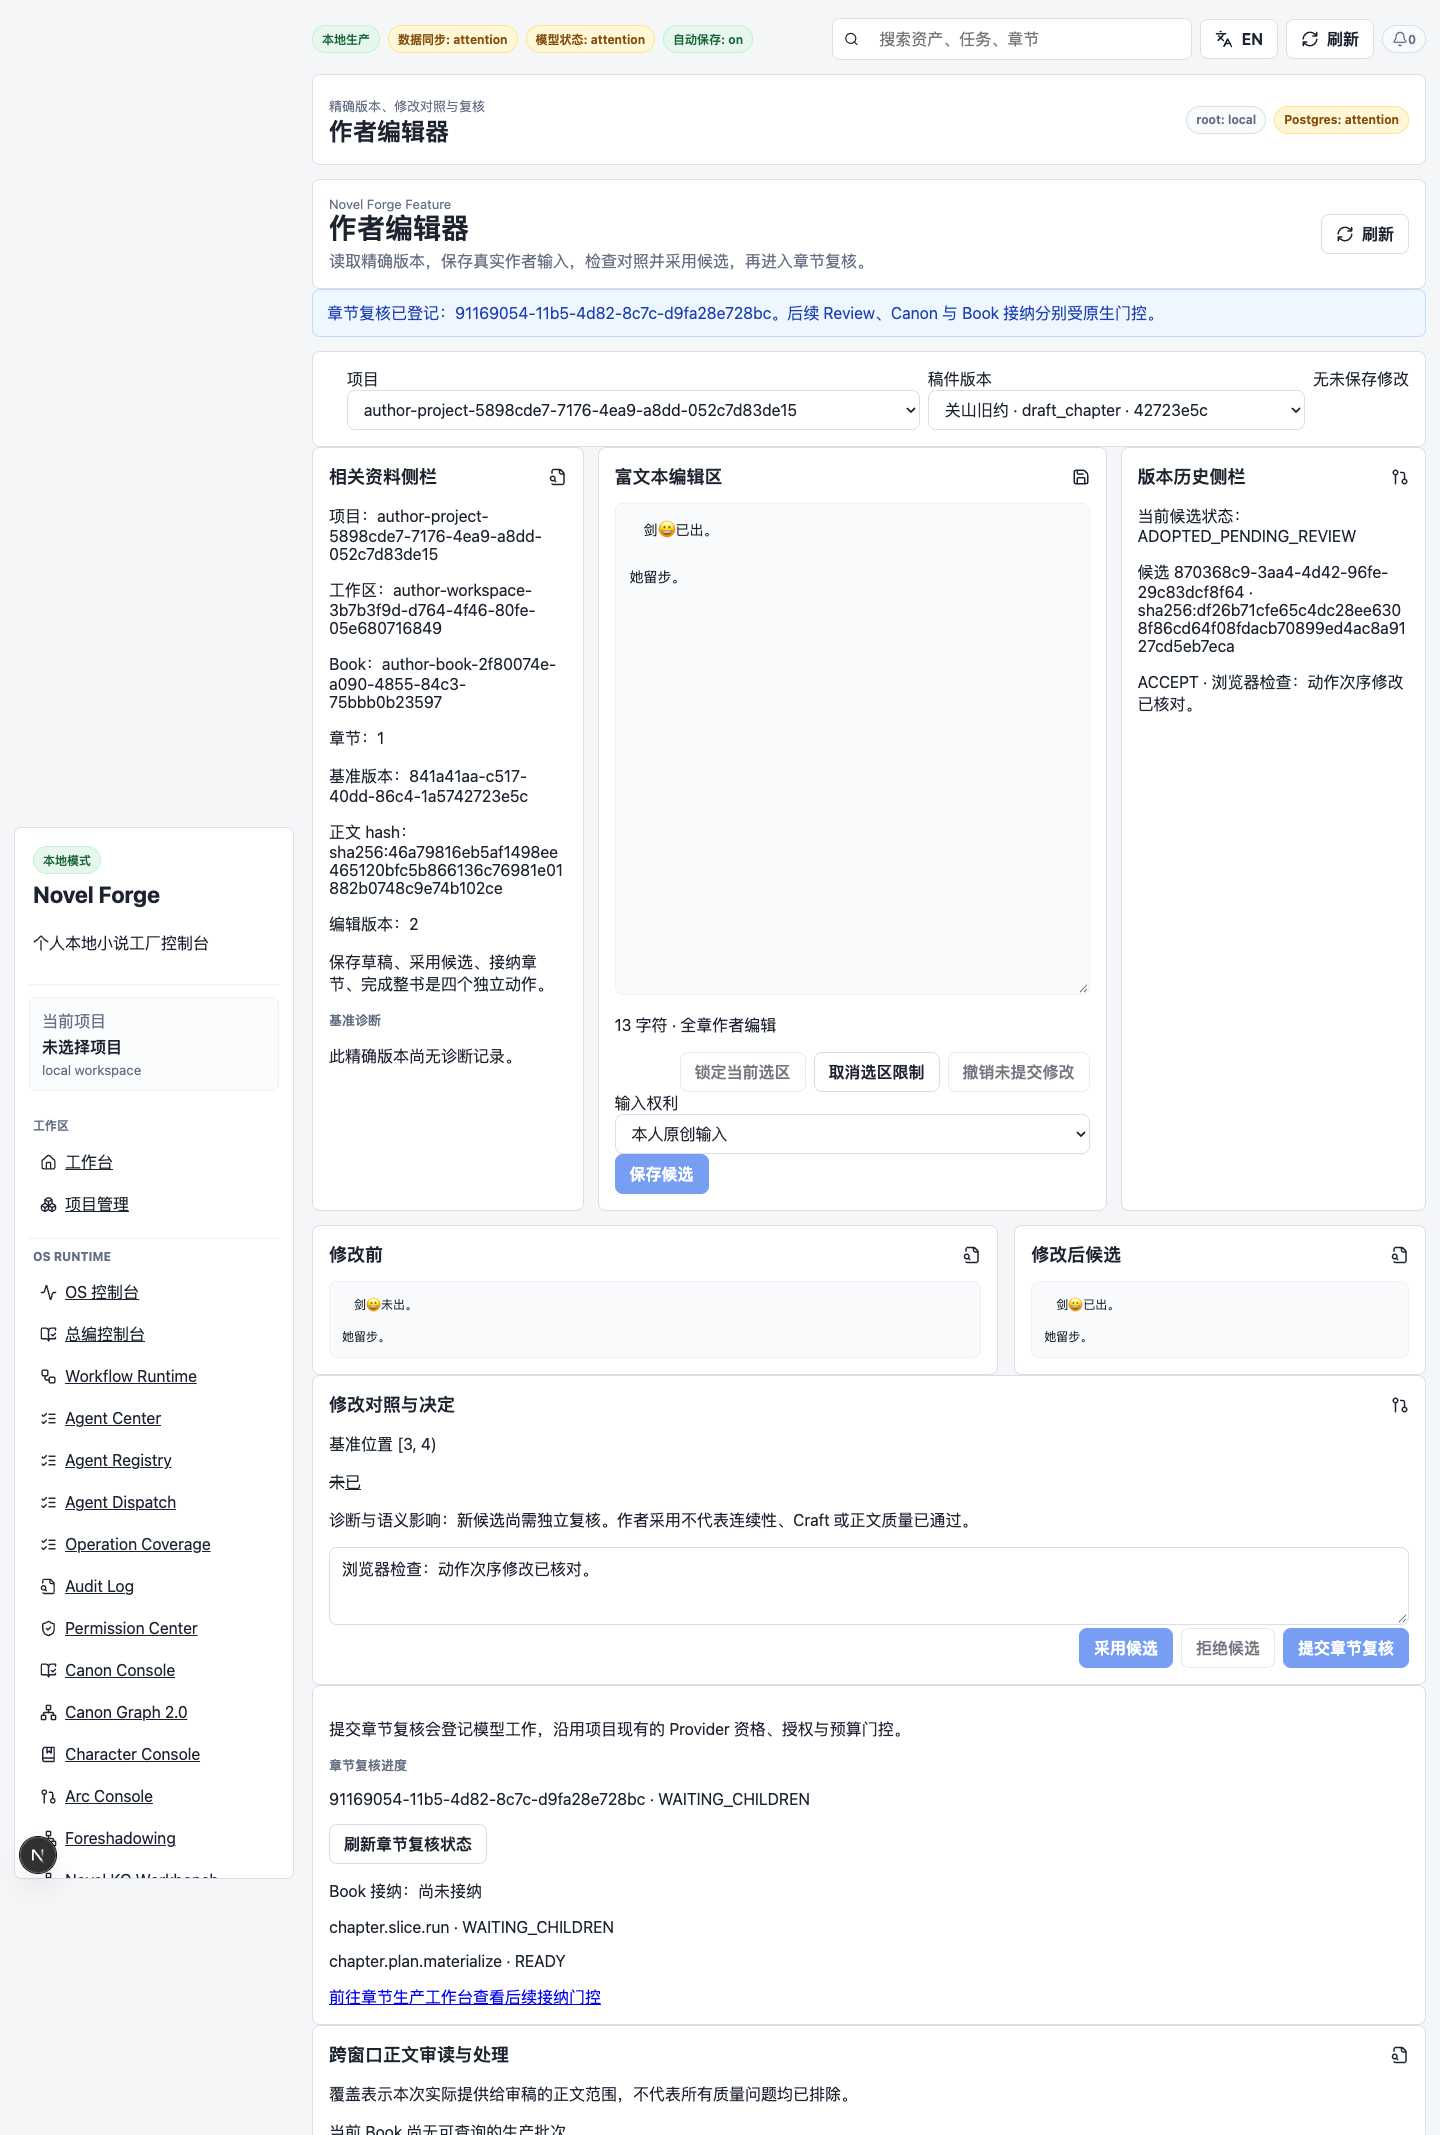 本地生产 数据同步: attention 模型状态: attention 自动保存: on 搜索资产、任务、章节 EN 刷新 0
精确版本、修改对照与复核
作者编辑器
root: local Postgres: attention
Novel Forge Feature
作者编辑器
读取精确版本，保存真实作者输入，检查对照并采用候选，再进入章节复核。
刷新
章节复核已登记：91169054-11b5-4d82-8c7c-d9fa28e728bc。后续 Review、Canon 与 Book 接纳分别受原生门控。
项目
author-project-5898cde7-7176-4ea9-a8dd-052c7d83de15
稿件版本
关山旧约 · draft_chapter · 42723e5c
无未保存修改
相关资料侧栏
项目：author-project-
5898cde7-7176-4ea9-a8dd-
052c7d83de15
工作区：author-workspace-
3b7b3f9d-d764-4f46-80fe-
05e680716849
Book：author-book-2f80074e-
a090-4855-84c3-
75bbb0b23597
章节：1
基准版本：841a41aa-c517-
40dd-86c4-1a5742723e5c
正文 hash：
sha256:46a79816eb5af1498ee
465120bfc5b866136c76981e01
882b0748c9e74b102ce
编辑版本：2
保存草稿、采用候选、接纳章
节、完成整书是四个独立动作。
基准诊断
此精确版本尚无诊断记录。
富文本编辑区
剑😀已出。
她留步。
13 字符 · 全章作者编辑
锁定当前选区 取消选区限制 撤销未提交修改
输入权利
本人原创输入
保存候选
版本历史侧栏
当前候选状态：
ADOPTED_PENDING_REVIEW
候选 870368c9-3aa4-4d42-96fe-
29c83dcf8f64 ·
sha256:df26b71cfe65c4dc28ee630
8f86cd64f08fdacb70899ed4ac8a91
27cd5eb7eca
ACCEPT · 浏览器检查：动作次序修改
已核对。
修改前
剑😀未出。
她留步。
修改后候选
剑😀已出。
她留步。
修改对照与决定
基准位置 [3, 4)
未已
诊断与语义影响：新候选尚需独立复核。作者采用不代表连续性、Craft 或正文质量已通过。
浏览器检查：动作次序修改已核对。
采用候选 拒绝候选 提交章节复核
提交章节复核会登记模型工作，沿用项目现有的 Provider 资格、授权与预算门控。
章节复核进度
91169054-11b5-4d82-8c7c-d9fa28e728bc · WAITING_CHILDREN
刷新章节复核状态
Book 接纳：尚未接纳
chapter.slice.run · WAITING_CHILDREN
chapter.plan.materialize · READY
前往章节生产工作台查看后续接纳门控
跨窗口正文审读与处理
覆盖表示本次实际提供给审稿的正文范围，不代表所有质量问题均已排除。
当前 Book 尚无可查询的生产批次
本地模式
Novel Forge
个人本地小说工厂控制台
当前项目
未选择项目
local workspace
工作区
工作台
项目管理
OS RUNTIME
OS 控制台
总编控制台
Workflow Runtime
Agent Center
Agent Registry
Agent Dispatch
Operation Coverage
Audit Log
Permission Center
Canon Console
Canon Graph 2.0
Character Console
Arc Console
Foreshadowing
N